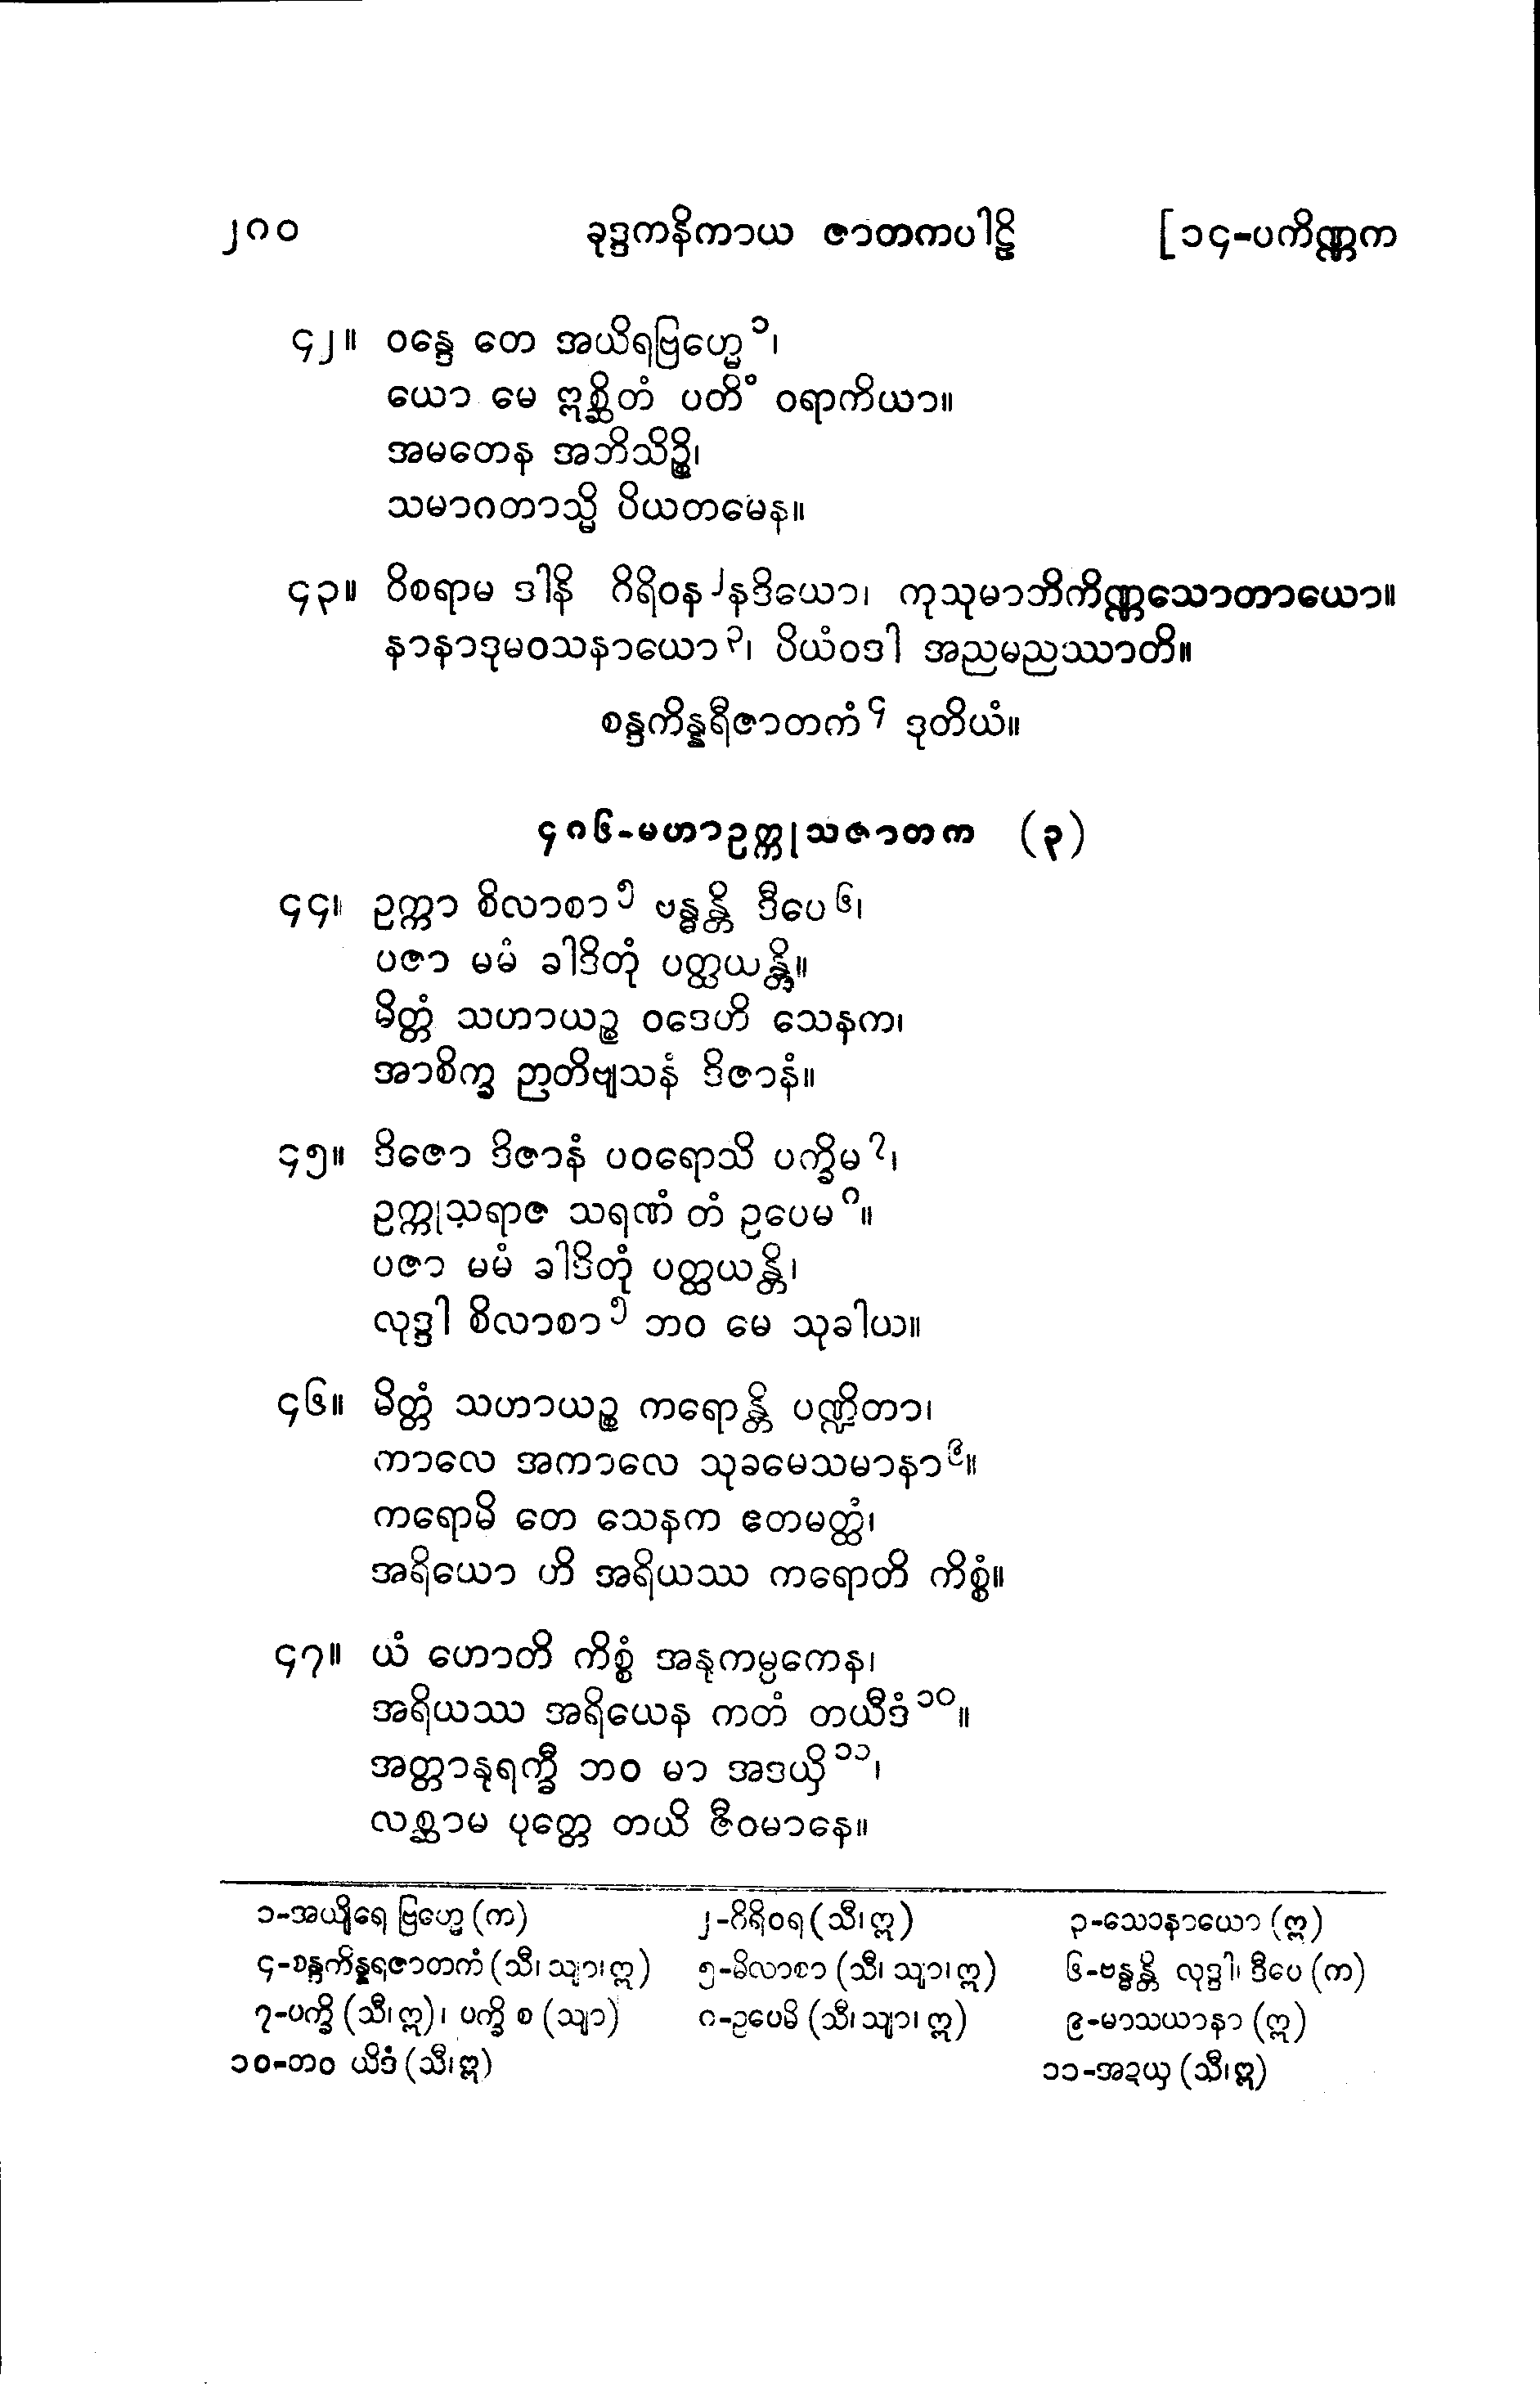 ၂၈၀ ခုဒ္ဒကနိကာယ ဇာတကပါဠိ [၁၄-ပကိဏ္ဏက
၄၂။ ဝန္ဒေ တေ အယိရဗြဟ္မေ၁၊
ယော မေ ဣစ္ဆိတံ ပတိံ ဝရာကိယာ။
အမတေန အဘိသိဉ္စိ၊
သမာဂတာသ္မိ ပိယတမေန။
၄၃။ ဝိစရာမ ဒါနိ ဂိရိဝန၂နဒိယော၊ ကုသုမာဘိကိဏ္ဏသောတာယော။
နာနာဒုမဝသနာယော၃၊ ပိယံဝဒါ အညမညဿာတိ။
စန္ဒကိန္နရီဇာတကံ၄ ဒုတိယံ။
၄၈၆-မဟာဥက္ကုသဇာတက (၃)
၄၄။ ဥက္ကာ စိလာစာ၅ ဗန္ဓန္တိ ဒီပေ၆၊
ပဇာ မမံ ခါဒိတုံ ပတ္ထယန္တိ။
မိတ္တံ သဟာယဉ္စ ဝဒေဟိ သေနက၊
အာစိက္ခ ဉာတိဗျသနံ ဒိဇာနံ။
၄၅။ ဒိဇော ဒိဇာနံ ပဝရောသိ ပက္ခိမ၇၊
ဥက္ကုသရာဇ သရဏံ တံ ဥပေမ၈။
ပဇာ မမံ ခါဒိတုံ ပတ္ထယန္တိ၊
လုဒ္ဒါ စိလာစာ၅ ဘဝ မေ သုခါယ။
၄၆။ မိတ္တံ သဟာယဉ္စ ကရောန္တိ ပဏ္ဍိတာ၊
ကာလေ အကာလေ သုခမေသမာနာ၉။
ကရောမိ တေ သေနက ဧတမတ္ထံ၊
အရိယော ဟိ အရိယဿ ကရောတိ ကိစ္စံ။
၄၇။ ယံ ဟောတိ ကိစ္စံ အနုကမ္ပကေန၊
အရိယဿ အရိယေန ကတံ တယီဒံ၁၀။
အတ္တာနုရက္ခီ ဘဝ မာ အဒယှိ၁၁၊
လစ္ဆာမ ပုတ္တေ တယိ ဇီဝမာနေ။
၁-အယျိရေ ဗြဟ္မေ (က) ၂-ဂိရိဝရ (သီ၊ ဣ) ၃-သေနာယော (ဣ)
၄-စန္ဒကိန္နရဇာတကံ (သီ၊ သျာ၊ ဣ) ၅-မိလာစာ (သီ၊ သျာ၊ ဣ) ၆-ဗန္ဓန္တိ လုဒ္ဒါ၊ ဒီပေ (က)
၇-ပက္ခိ (သီ၊ ဣ)၊ ပက္ခိ စ (သျာ) ၈-ဥပေမိ (သီ၊ သျာ၊ ဣ) ၉-မာသယာနာ (ဣ)
၁၀-တဝ ယိဒံ (သီ၊ ဣ) ၁၁-အဍယှ (သီ၊ ဣ)